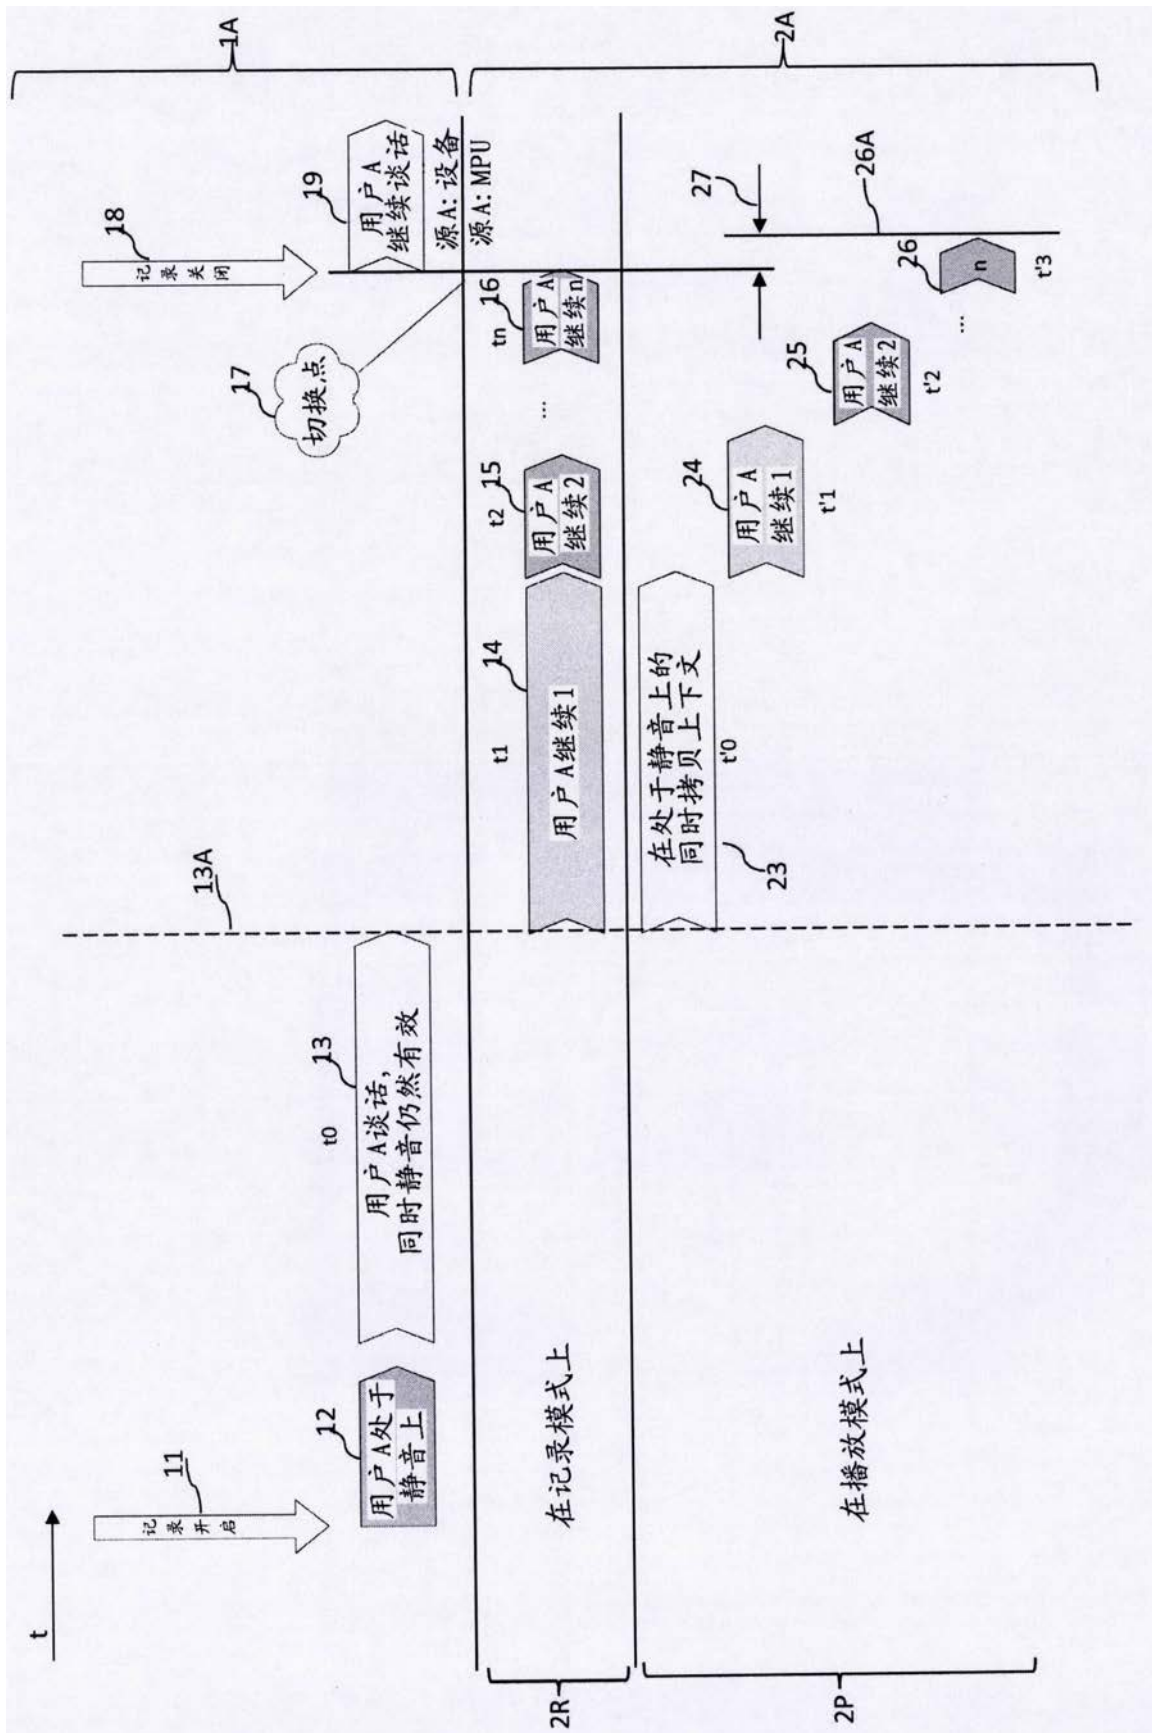 t
11
记录开启
12
用户A处于
静音上
t0
13
用户A谈话，
同时静音仍然有效
13A
17
切换点
18
记录关闭
19
用户A
继续谈话
源A: 设备
源A: MPU
1A
2R
在记录模式上
t1
14
用户A继续1
t2
15
用户A
继续2
...
tn
16
用户A
继续n
2P
在播放模式上
23
在处于静音上的
同时拷贝上下文
t'0
24
用户A
继续1
t'1
25
用户A
继续2
t'2
...
26
n
t'3
27
26A
2A